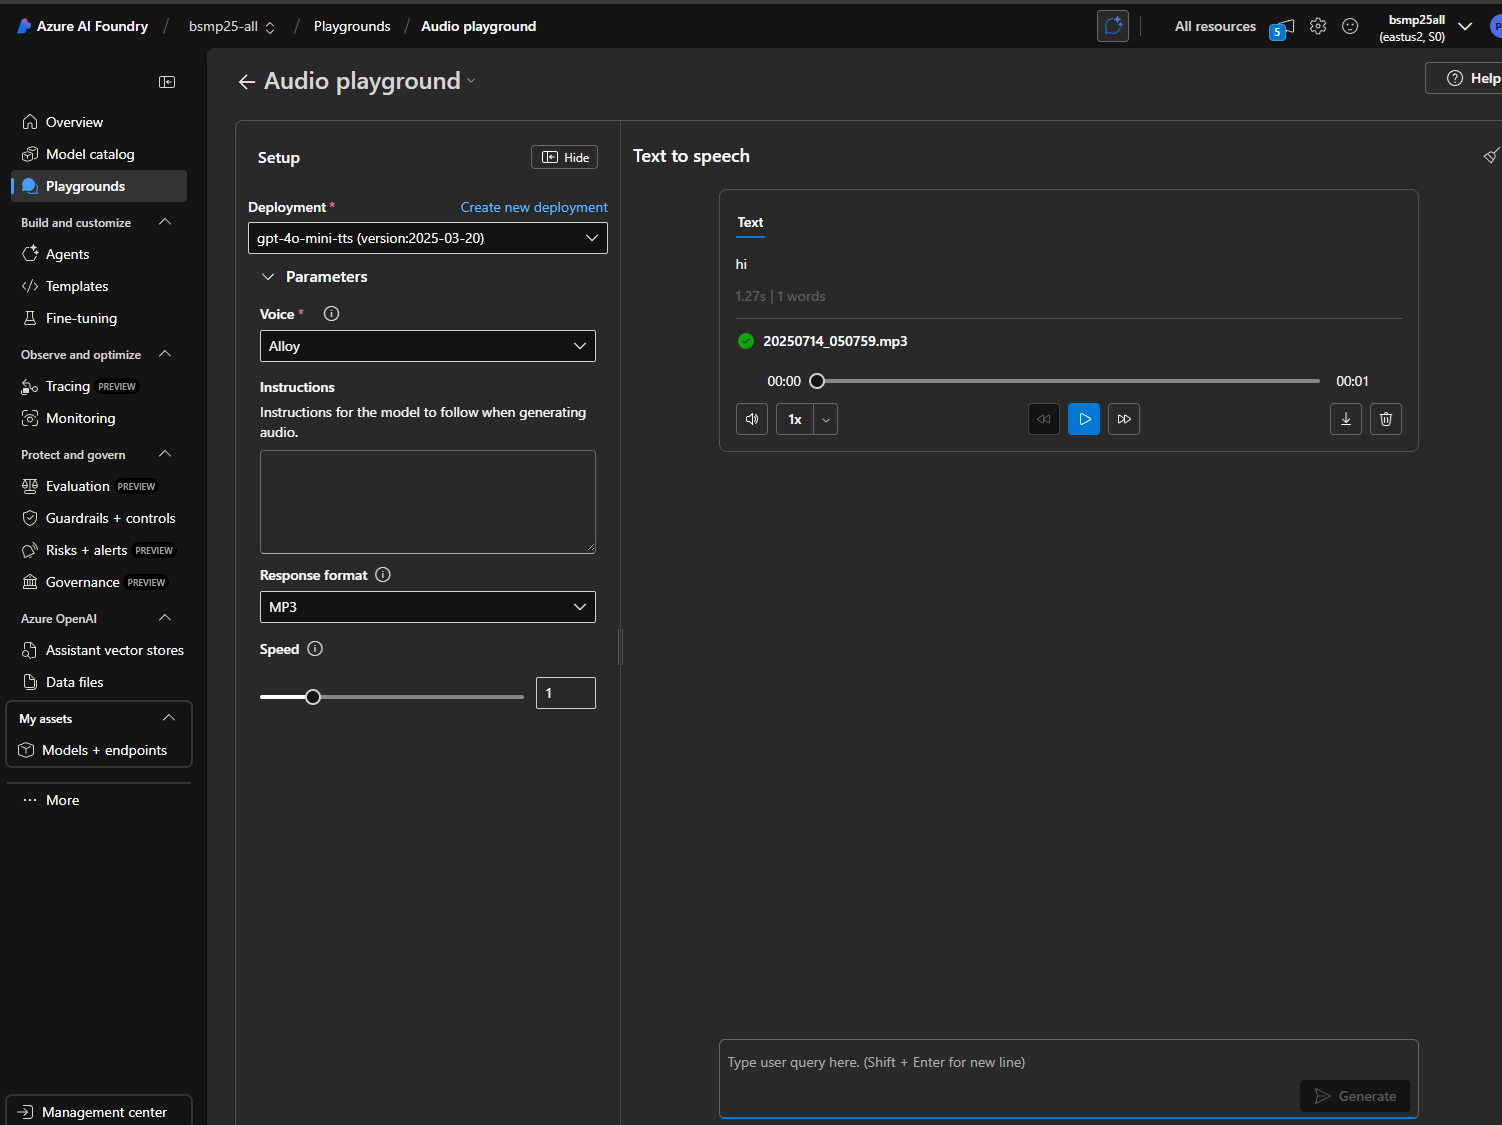 Azure AI Foundry / bsmp25-all / Playgrounds / Audio playground
All resources
5
bsmp25all
(eastus2, S0)
Overview
Model catalog
Playgrounds
Build and customize
Agents
Templates
Fine-tuning
Observe and optimize
Tracing PREVIEW
Monitoring
Protect and govern
Evaluation PREVIEW
Guardrails + controls
Risks + alerts PREVIEW
Governance PREVIEW
Azure OpenAI
Assistant vector stores
Data files
My assets
Models + endpoints
More
Management center
Audio playground
Help
Setup
Hide
Deployment * Create new deployment
gpt-4o-mini-tts (version:2025-03-20)
Parameters
Voice *
Alloy
Instructions
Instructions for the model to follow when generating
audio.
Response format
MP3
Speed
1
Text to speech
Text
hi
1.27s | 1 words
20250714_050759.mp3
00:00 00:01
1x
Type user query here. (Shift + Enter for new line)
Generate